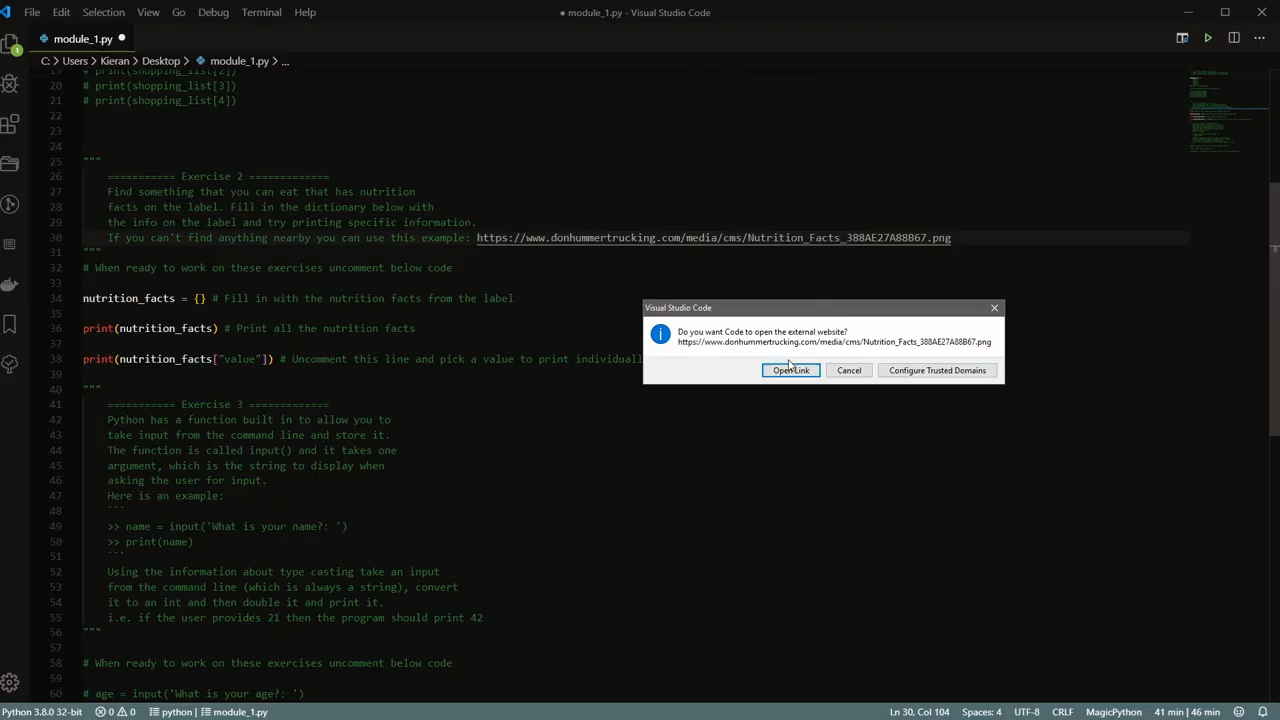 File Edit Selection View Go Debug Terminal Help
● module_1.py - Visual Studio Code
module_1.py ●
C: > Users > Kieran > Desktop > module_1.py > ...
19 # print(shopping_list[2])
20 # print(shopping_list[3])
21 # print(shopping_list[4])
22
23
24
25 """
26 =========== Exercise 2 =============
27 Find something that you can eat that has nutrition
28 facts on the label. Fill in the dictionary below with
29 the info on the label and try printing specific information.
30 If you can't find anything nearby you can use this example: https://www.donhummertrucking.com/media/cms/Nutrition_Facts_388AE27A88B67.png
31 """
32 # When ready to work on these exercises uncomment below code
33
34 nutrition_facts = {} # Fill in with the nutrition facts from the label
35
36 print(nutrition_facts) # Print all the nutrition facts
37
38 print(nutrition_facts["value"]) # Uncomment this line and pick a value to print individuall
39
40 """
41 =========== Exercise 3 =============
42 Python has a function built in to allow you to
43 take input from the command line and store it.
44 The function is called input() and it takes one
45 argument, which is the string to display when
46 asking the user for input.
47 Here is an example:
48 ```
49 >> name = input('What is your name?: ')
50 >> print(name)
51 ```
52 Using the information about type casting take an input
53 from the command line (which is always a string), convert
54 it to an int and then double it and print it.
55 i.e. if the user provides 21 then the program should print 42
56 """
57
58 # When ready to work on these exercises uncomment below code
59
60 # age = input('What is your age?: ')
Visual Studio Code
Do you want Code to open the external website?
https://www.donhummertrucking.com/media/cms/Nutrition_Facts_388AE27A88B67.png
Open Link Cancel Configure Trusted Domains
1
Python 3.8.0 32-bit 0 0 python | module_1.py Ln 30, Col 104 Spaces: 4 UTF-8 CRLF MagicPython 41 min | 46 min